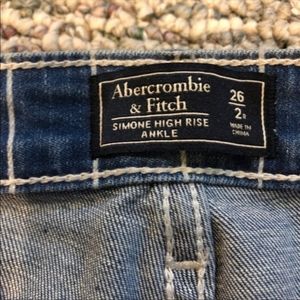 Abercrombie
& Fitch
SIMONE HIGH RISE
ANKLE
26
2R
MADE IN
CHINA